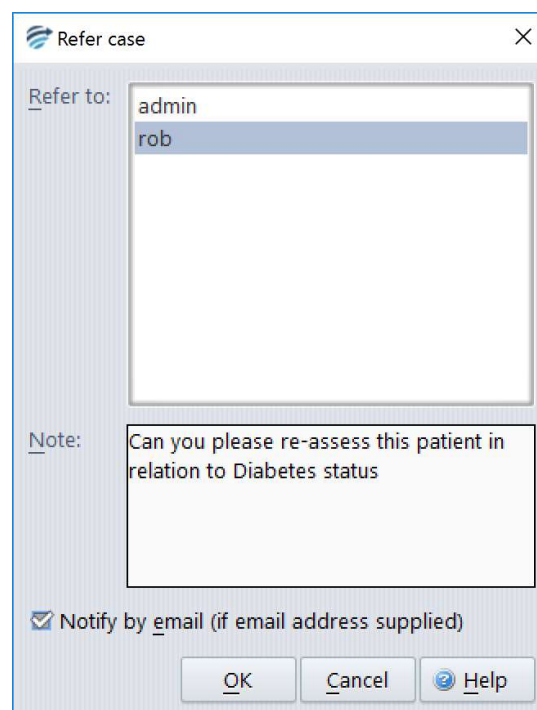 Refer case
Refer to:
admin
rob
Note:
Can you please re-assess this patient in
relation to Diabetes status
Notify by email (if email address supplied)
OK
Cancel
Help